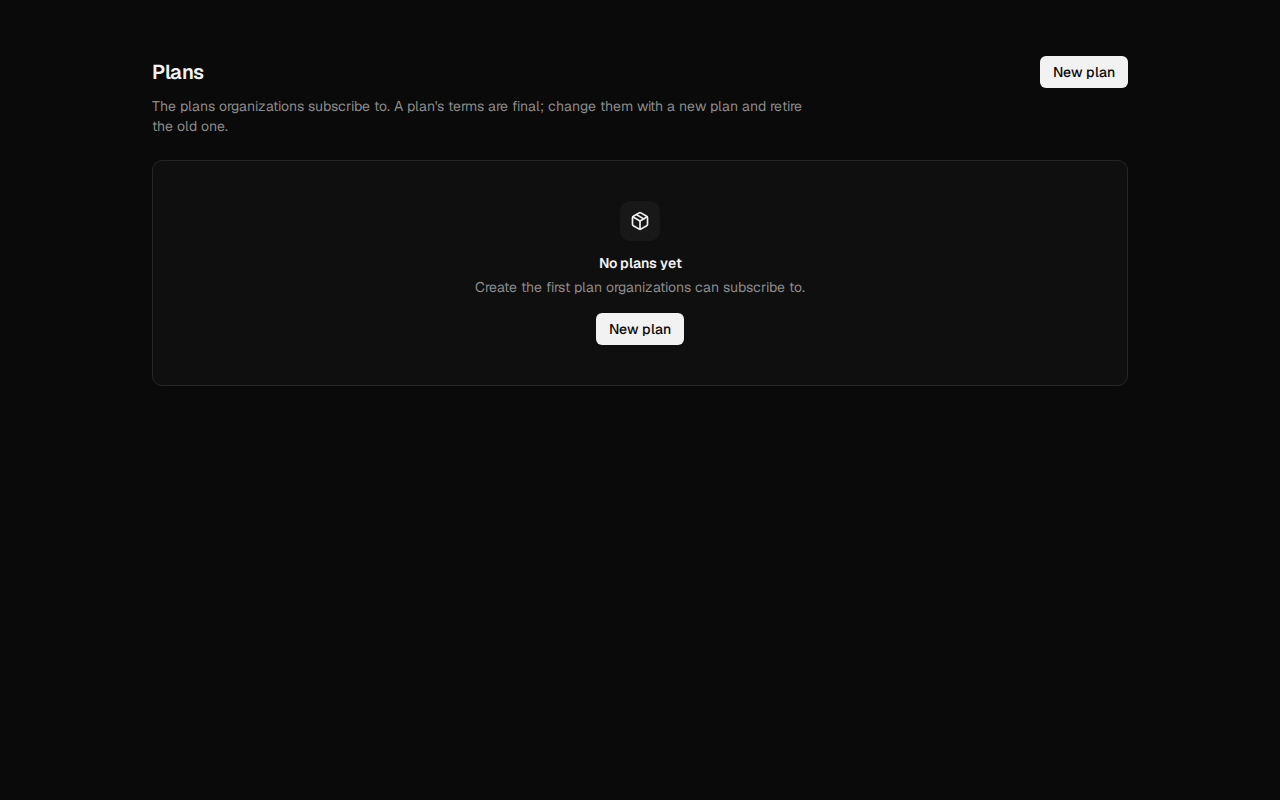 Plans
New plan
The plans organizations subscribe to. A plan's terms are final; change them with a new plan and retire
the old one.
No plans yet
Create the first plan organizations can subscribe to.
New plan